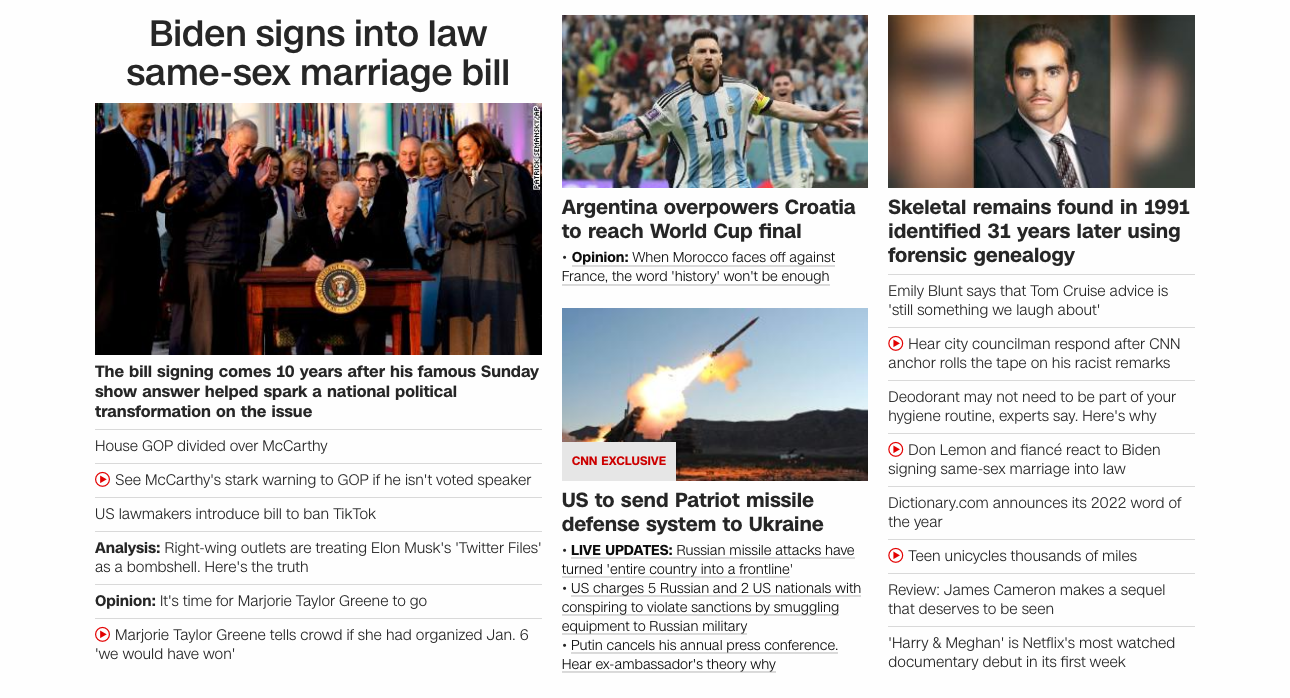 Biden signs into law
same-sex marriage bill
PATRICK SEMANSKY/AP
The bill signing comes 10 years after his famous Sunday
show answer helped spark a national political
transformation on the issue
House GOP divided over McCarthy
See McCarthy's stark warning to GOP if he isn't voted speaker
US lawmakers introduce bill to ban TikTok
Analysis: Right-wing outlets are treating Elon Musk's 'Twitter Files'
as a bombshell. Here's the truth
Opinion: It's time for Marjorie Taylor Greene to go
Marjorie Taylor Greene tells crowd if she had organized Jan. 6
'we would have won'
10
Argentina overpowers Croatia
to reach World Cup final
• Opinion: When Morocco faces off against
France, the word 'history' won't be enough
CNN EXCLUSIVE
US to send Patriot missile
defense system to Ukraine
• LIVE UPDATES: Russian missile attacks have
turned 'entire country into a frontline'
• US charges 5 Russian and 2 US nationals with
conspiring to violate sanctions by smuggling
equipment to Russian military
• Putin cancels his annual press conference.
Hear ex-ambassador's theory why
Skeletal remains found in 1991
identified 31 years later using
forensic genealogy
Emily Blunt says that Tom Cruise advice is
'still something we laugh about'
Hear city councilman respond after CNN
anchor rolls the tape on his racist remarks
Deodorant may not need to be part of your
hygiene routine, experts say. Here's why
Don Lemon and fiancé react to Biden
signing same-sex marriage into law
Dictionary.com announces its 2022 word of
the year
Teen unicycles thousands of miles
Review: James Cameron makes a sequel
that deserves to be seen
'Harry & Meghan' is Netflix's most watched
documentary debut in its first week